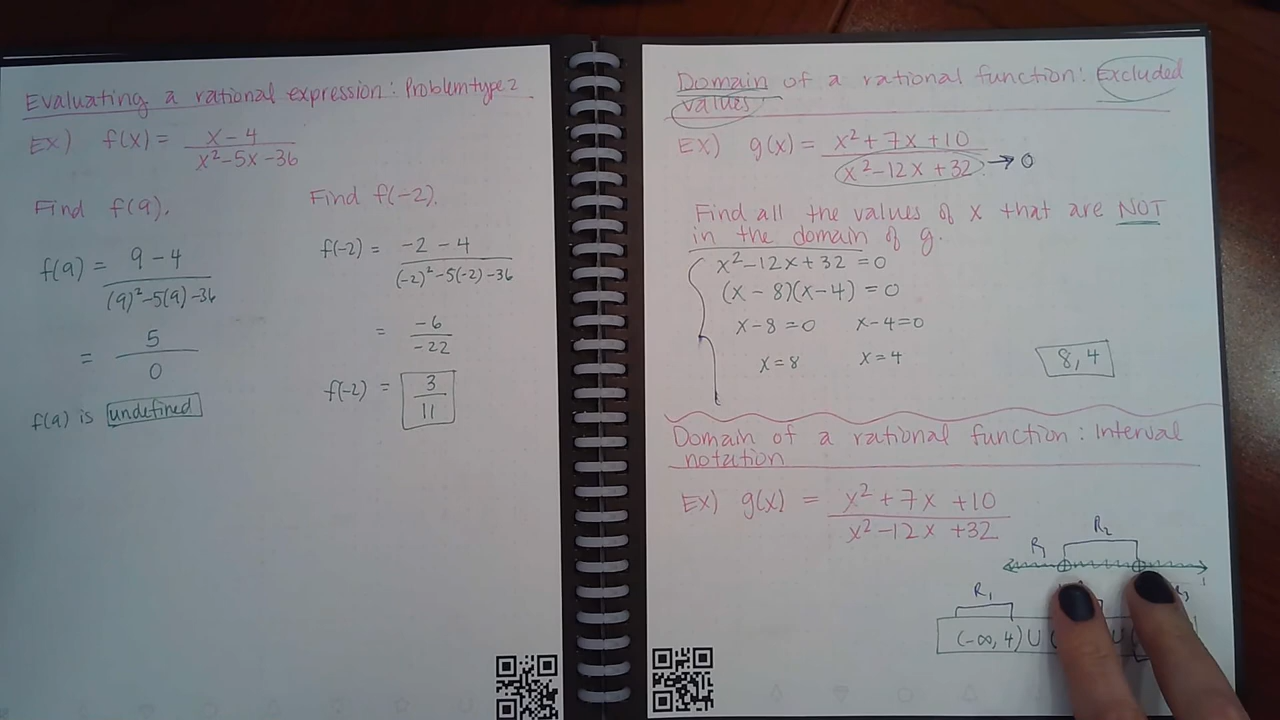 Evaluating a rational expression: Problem type 2
EX) f(x) = x-4 / x²-5x-36
Find f(9).
f(9) = 9-4 / (9)²-5(9)-36
= 5 / 0
f(9) is undefined
Find f(-2).
f(-2) = -2-4 / (-2)²-5(-2)-36
= -6 / -22
f(-2) = 3 / 11
Domain of a rational function: Excluded
values
EX) g(x) = x²+7x+10 / x²-12x+32 → 0
Find all the values of x that are NOT
in the domain of g.
x²-12x+32 = 0
(x-8)(x-4) = 0
x-8=0 x-4=0
x=8 x=4
8,4
Domain of a rational function: Interval
notation
EX) g(x) = x²+7x+10 / x²-12x+32
R₁ R₂
R₁
(-∞,4) U ( U